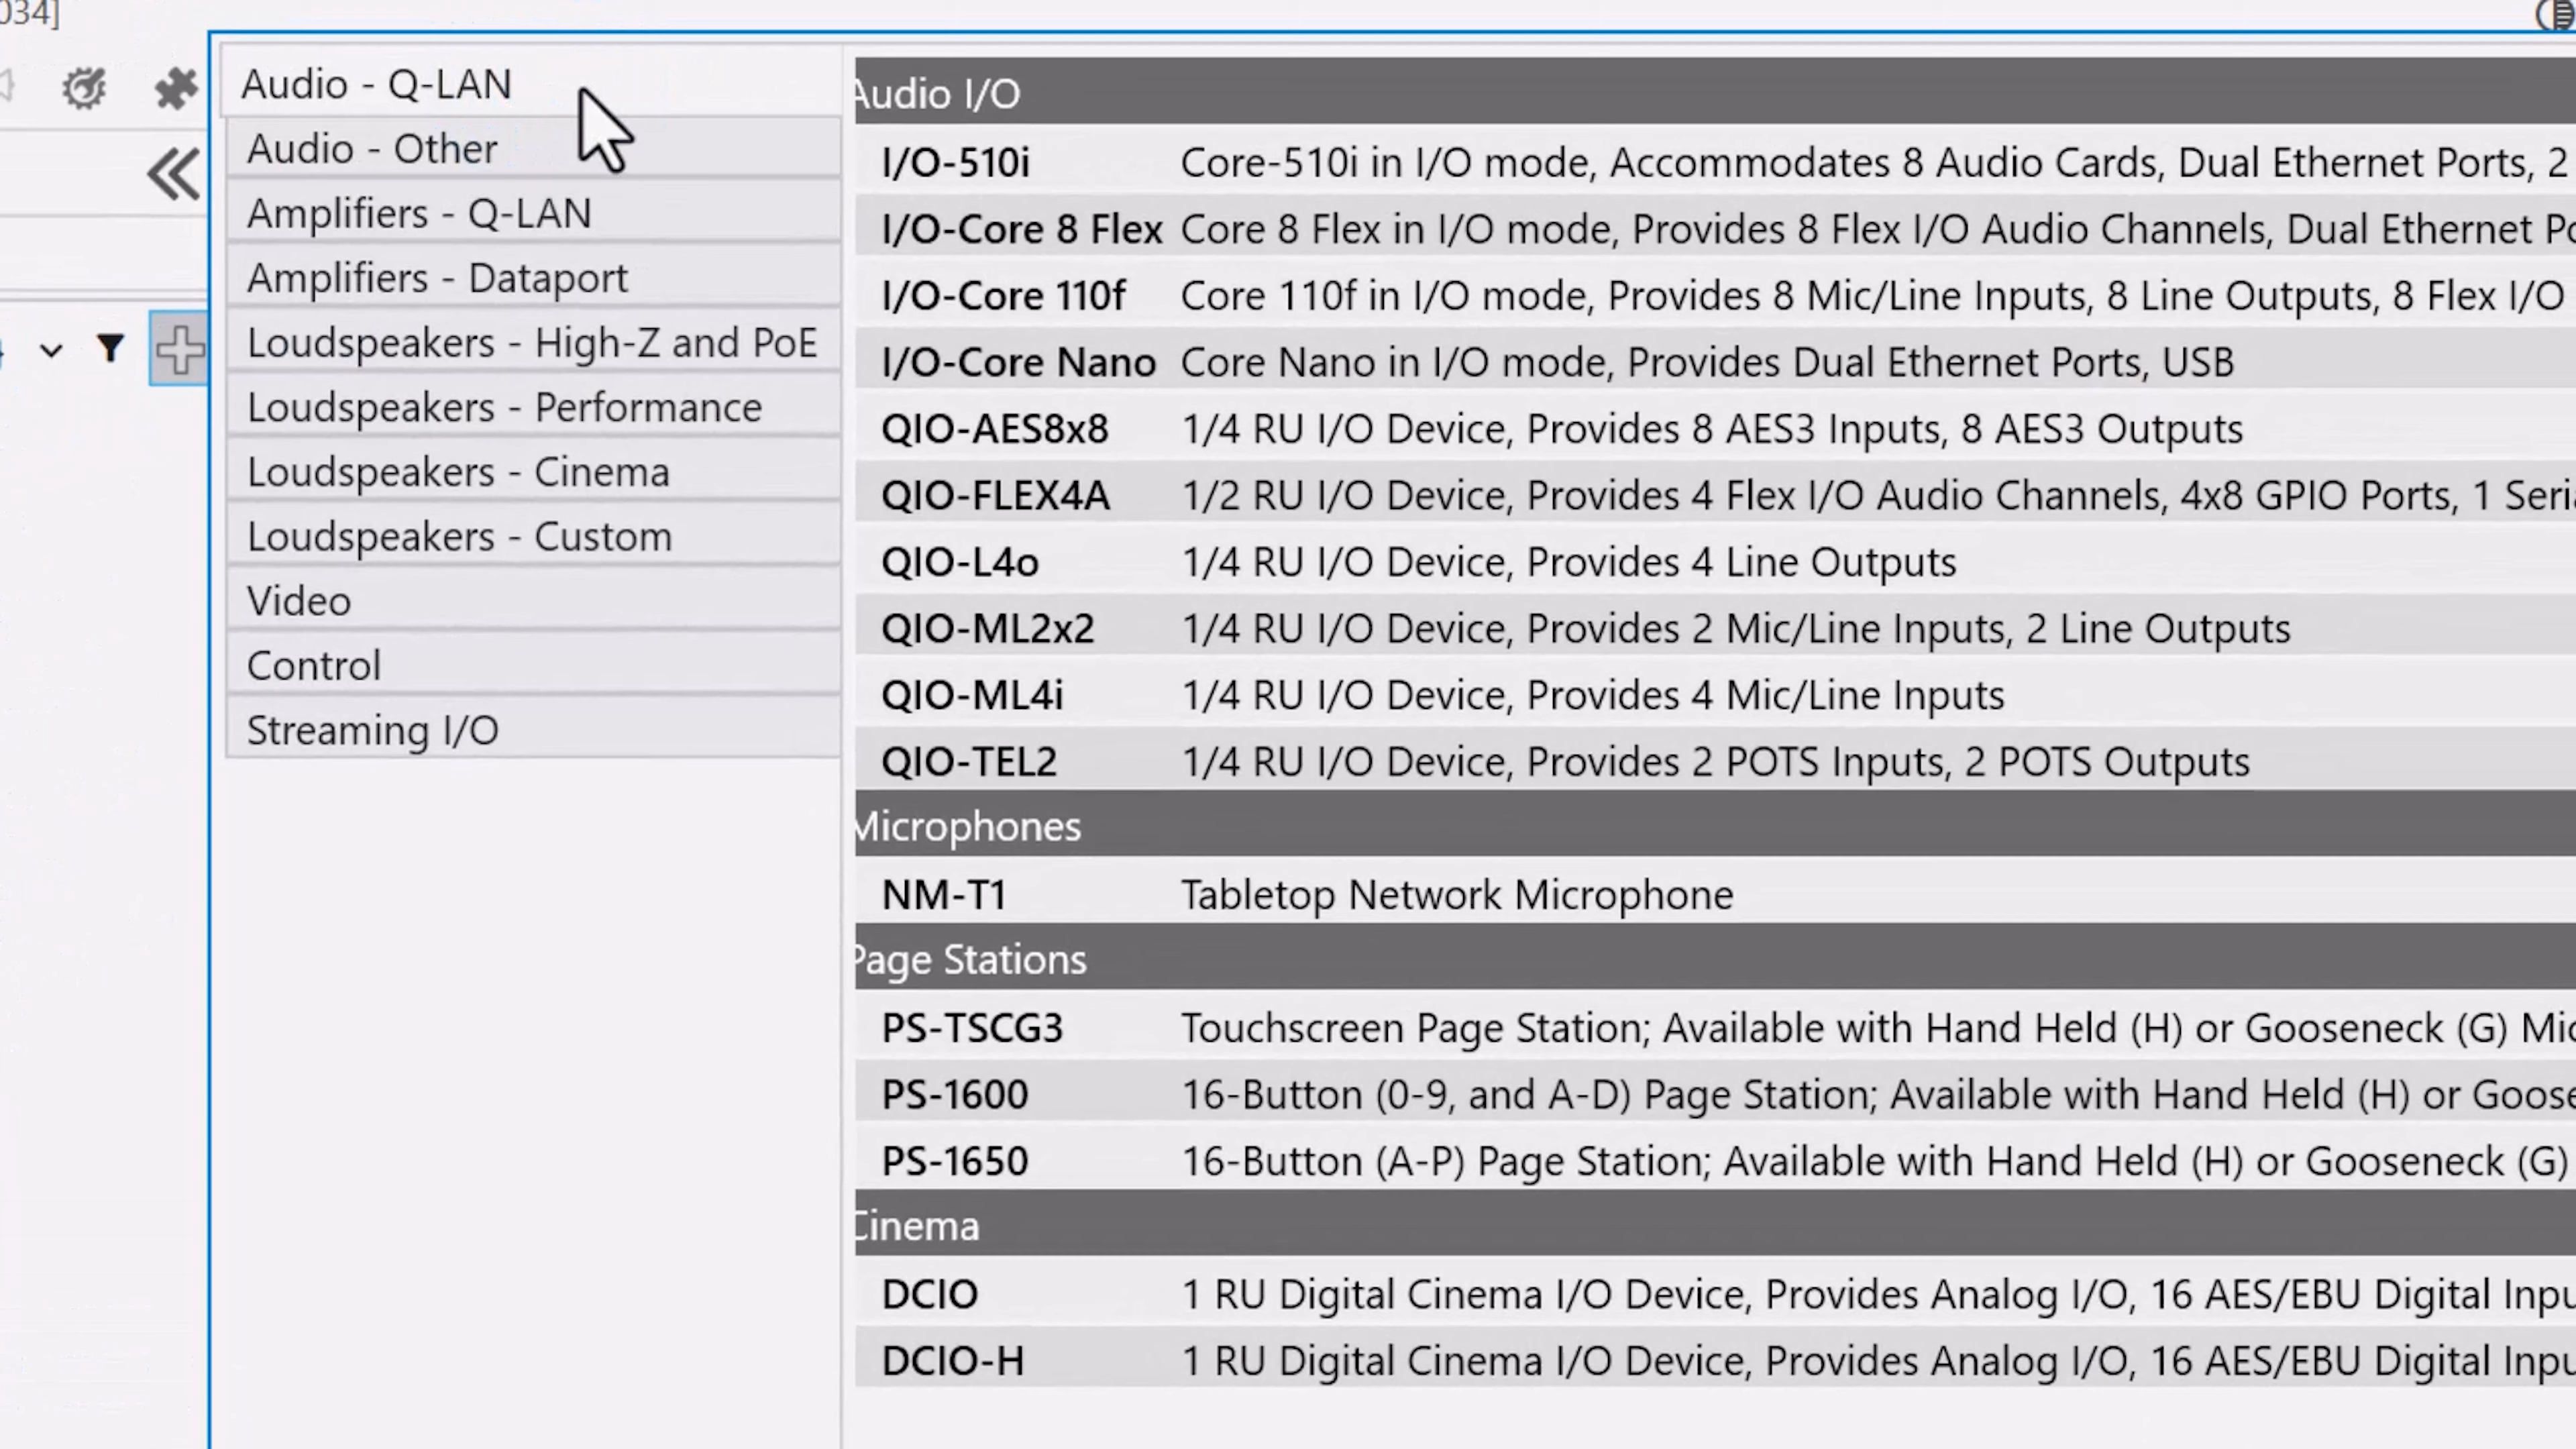 034]
Audio - Q-LAN
Audio - Other
Amplifiers - Q-LAN
Amplifiers - Dataport
Loudspeakers - High-Z and PoE
Loudspeakers - Performance
Loudspeakers - Cinema
Loudspeakers - Custom
Video
Control
Streaming I/O
Audio I/O
I/O-510i Core-510i in I/O mode, Accommodates 8 Audio Cards, Dual Ethernet Ports, 2
I/O-Core 8 Flex Core 8 Flex in I/O mode, Provides 8 Flex I/O Audio Channels, Dual Ethernet Po
I/O-Core 110f Core 110f in I/O mode, Provides 8 Mic/Line Inputs, 8 Line Outputs, 8 Flex I/O
I/O-Core Nano Core Nano in I/O mode, Provides Dual Ethernet Ports, USB
QIO-AES8x8 1/4 RU I/O Device, Provides 8 AES3 Inputs, 8 AES3 Outputs
QIO-FLEX4A 1/2 RU I/O Device, Provides 4 Flex I/O Audio Channels, 4x8 GPIO Ports, 1 Seri
QIO-L4o 1/4 RU I/O Device, Provides 4 Line Outputs
QIO-ML2x2 1/4 RU I/O Device, Provides 2 Mic/Line Inputs, 2 Line Outputs
QIO-ML4i 1/4 RU I/O Device, Provides 4 Mic/Line Inputs
QIO-TEL2 1/4 RU I/O Device, Provides 2 POTS Inputs, 2 POTS Outputs
Microphones
NM-T1 Tabletop Network Microphone
Page Stations
PS-TSCG3 Touchscreen Page Station; Available with Hand Held (H) or Gooseneck (G) Mic
PS-1600 16-Button (0-9, and A-D) Page Station; Available with Hand Held (H) or Goose
PS-1650 16-Button (A-P) Page Station; Available with Hand Held (H) or Gooseneck (G)
Cinema
DCIO 1 RU Digital Cinema I/O Device, Provides Analog I/O, 16 AES/EBU Digital Inpu
DCIO-H 1 RU Digital Cinema I/O Device, Provides Analog I/O, 16 AES/EBU Digital Inpu